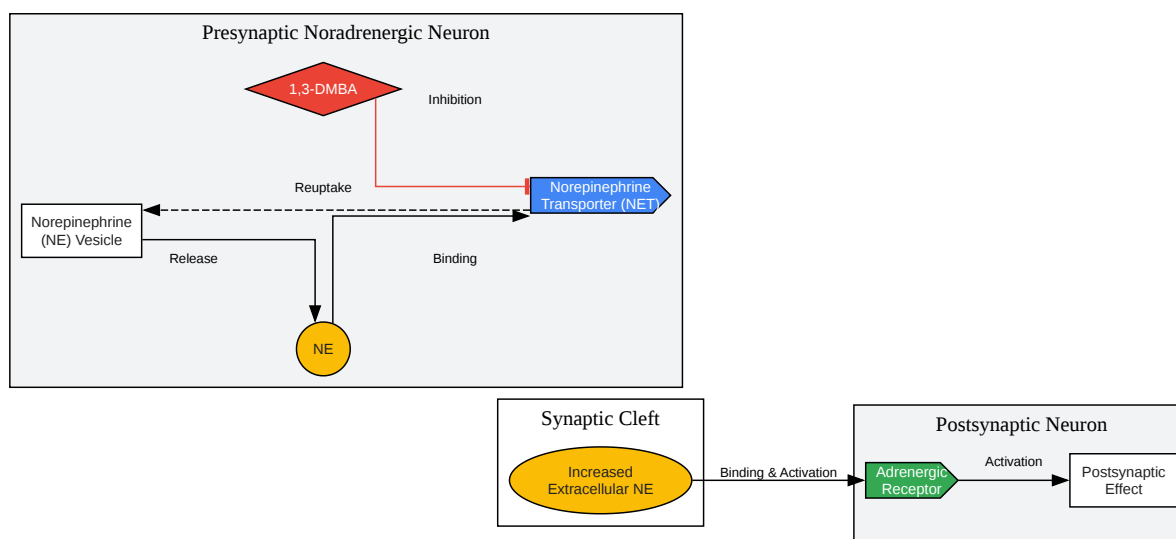 Presynaptic Noradrenergic Neuron
1,3-DMBA
Inhibition
Reuptake
Norepinephrine
Transporter (NET)
Norepinephrine
(NE) Vesicle
Release
Binding
NE
Synaptic Cleft
Increased
Extracellular NE
Binding & Activation
Postsynaptic Neuron
Adrenergic
Receptor
Activation
Postsynaptic
Effect